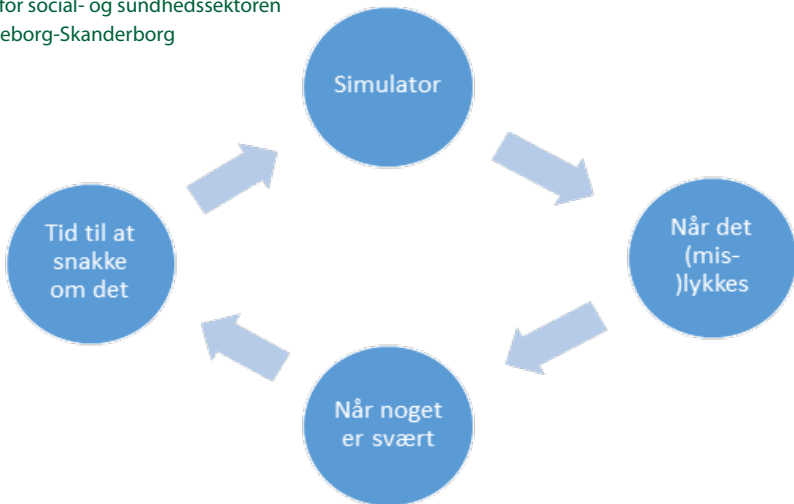 for social- og sundhedssektoren
eborg-Skanderborg
Simulator
Når det
(mis-
)lykkes
Når noget
er svært
Tid til at
snakke
om det